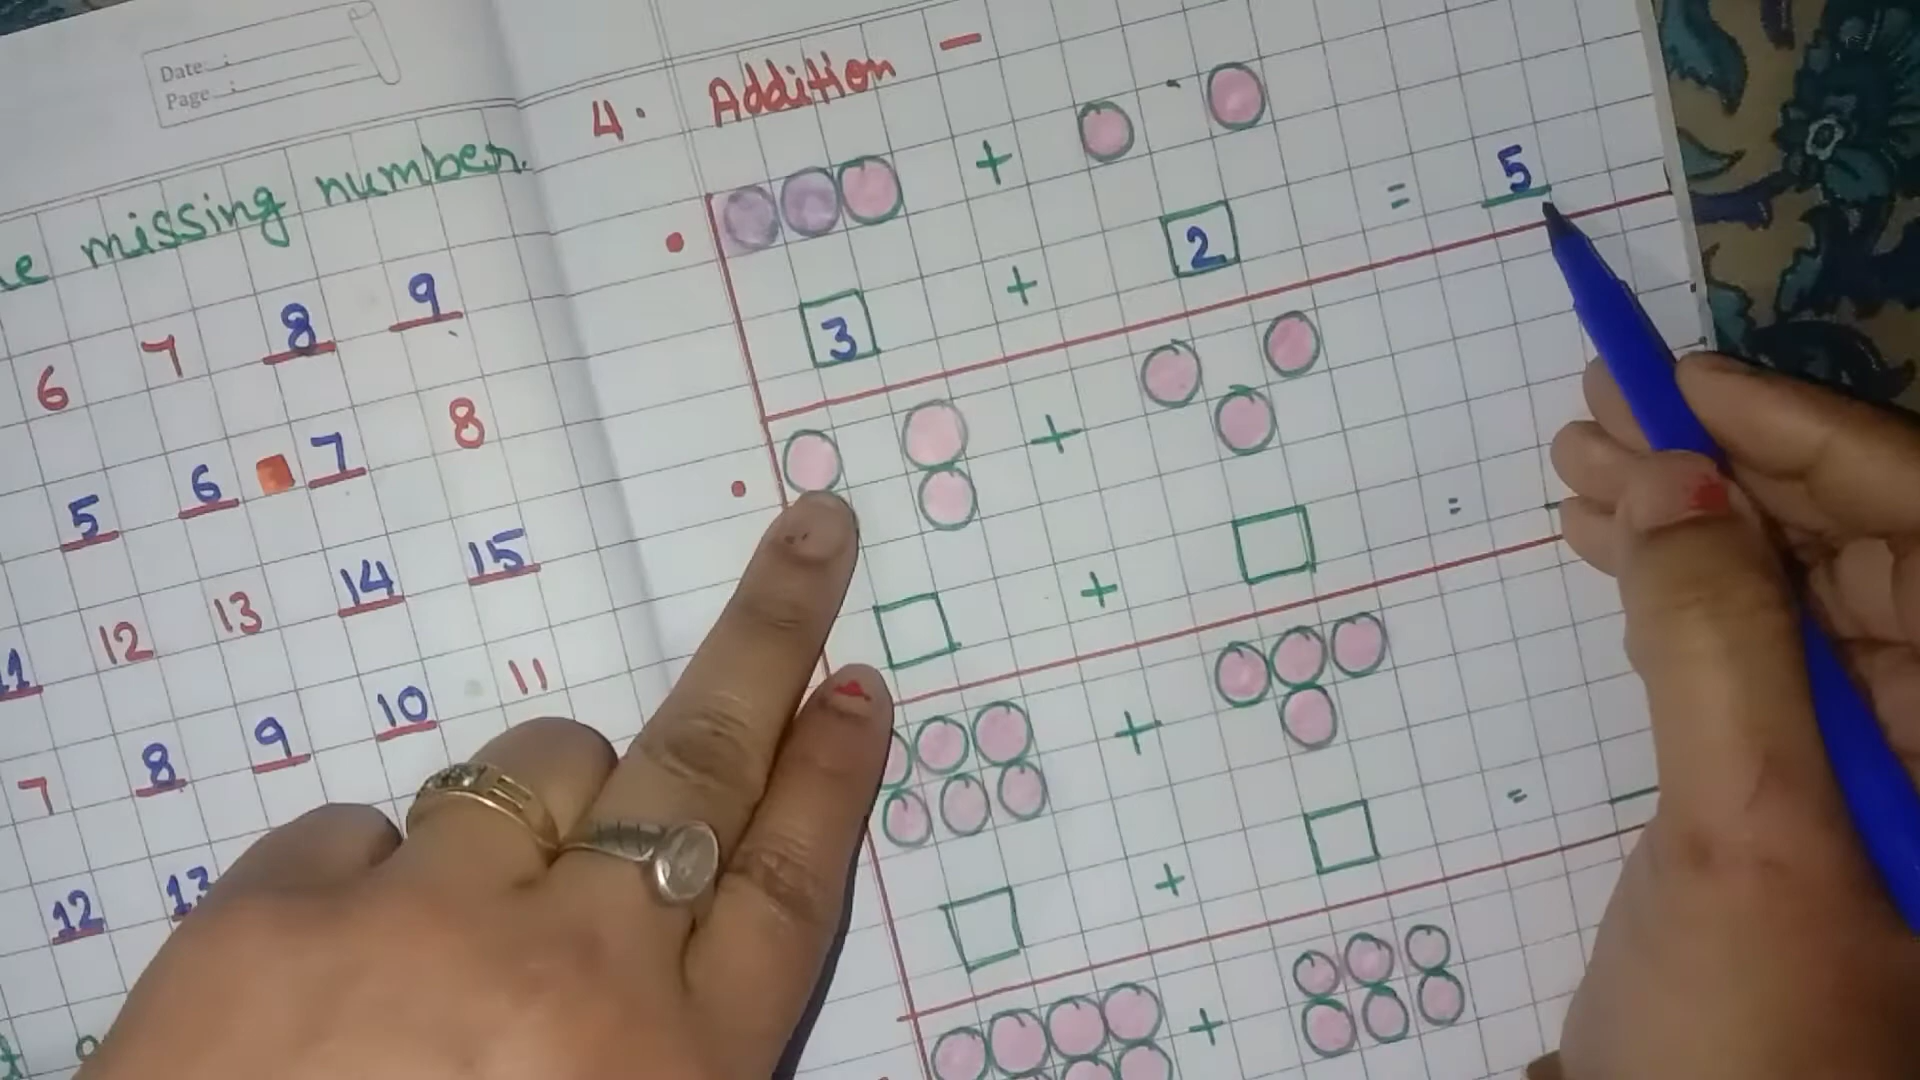 Date :
Page :
missing number.
6 7 8 9
5 6 7 8
11 12 13 14 15
7 8 9 10 11
12 13
4. Addition -
+
3 + 2 = 5
+
+ =
+
+ =
+